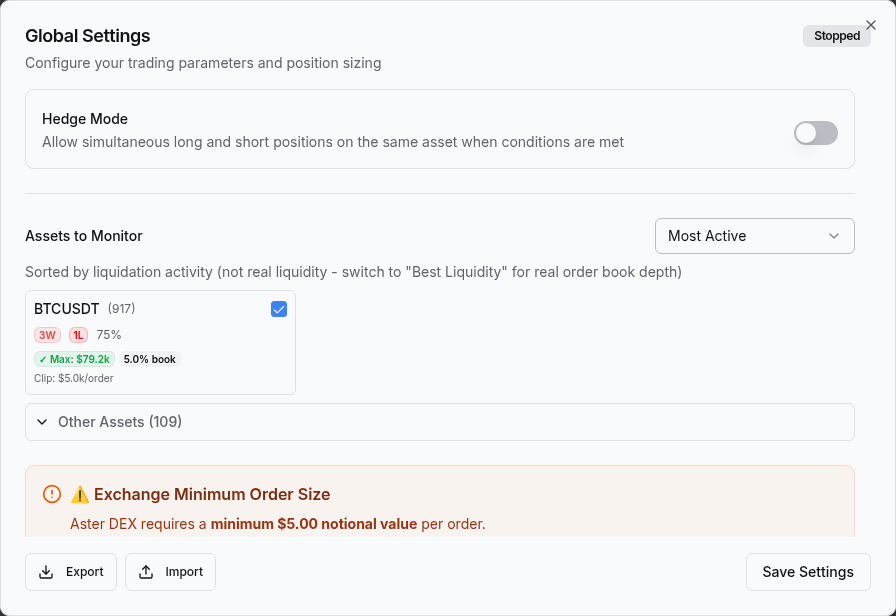 Global Settings
Stopped
Configure your trading parameters and position sizing
Hedge Mode
Allow simultaneous long and short positions on the same asset when conditions are met
Assets to Monitor
Most Active
Sorted by liquidation activity (not real liquidity - switch to "Best Liquidity" for real order book depth)
BTCUSDT (917)
3W 1L 75%
✓ Max: $79.2k 5.0% book
Clip: $5.0k/order
Other Assets (109)
⚠️ Exchange Minimum Order Size
Aster DEX requires a minimum $5.00 notional value per order.
Export Import Save Settings